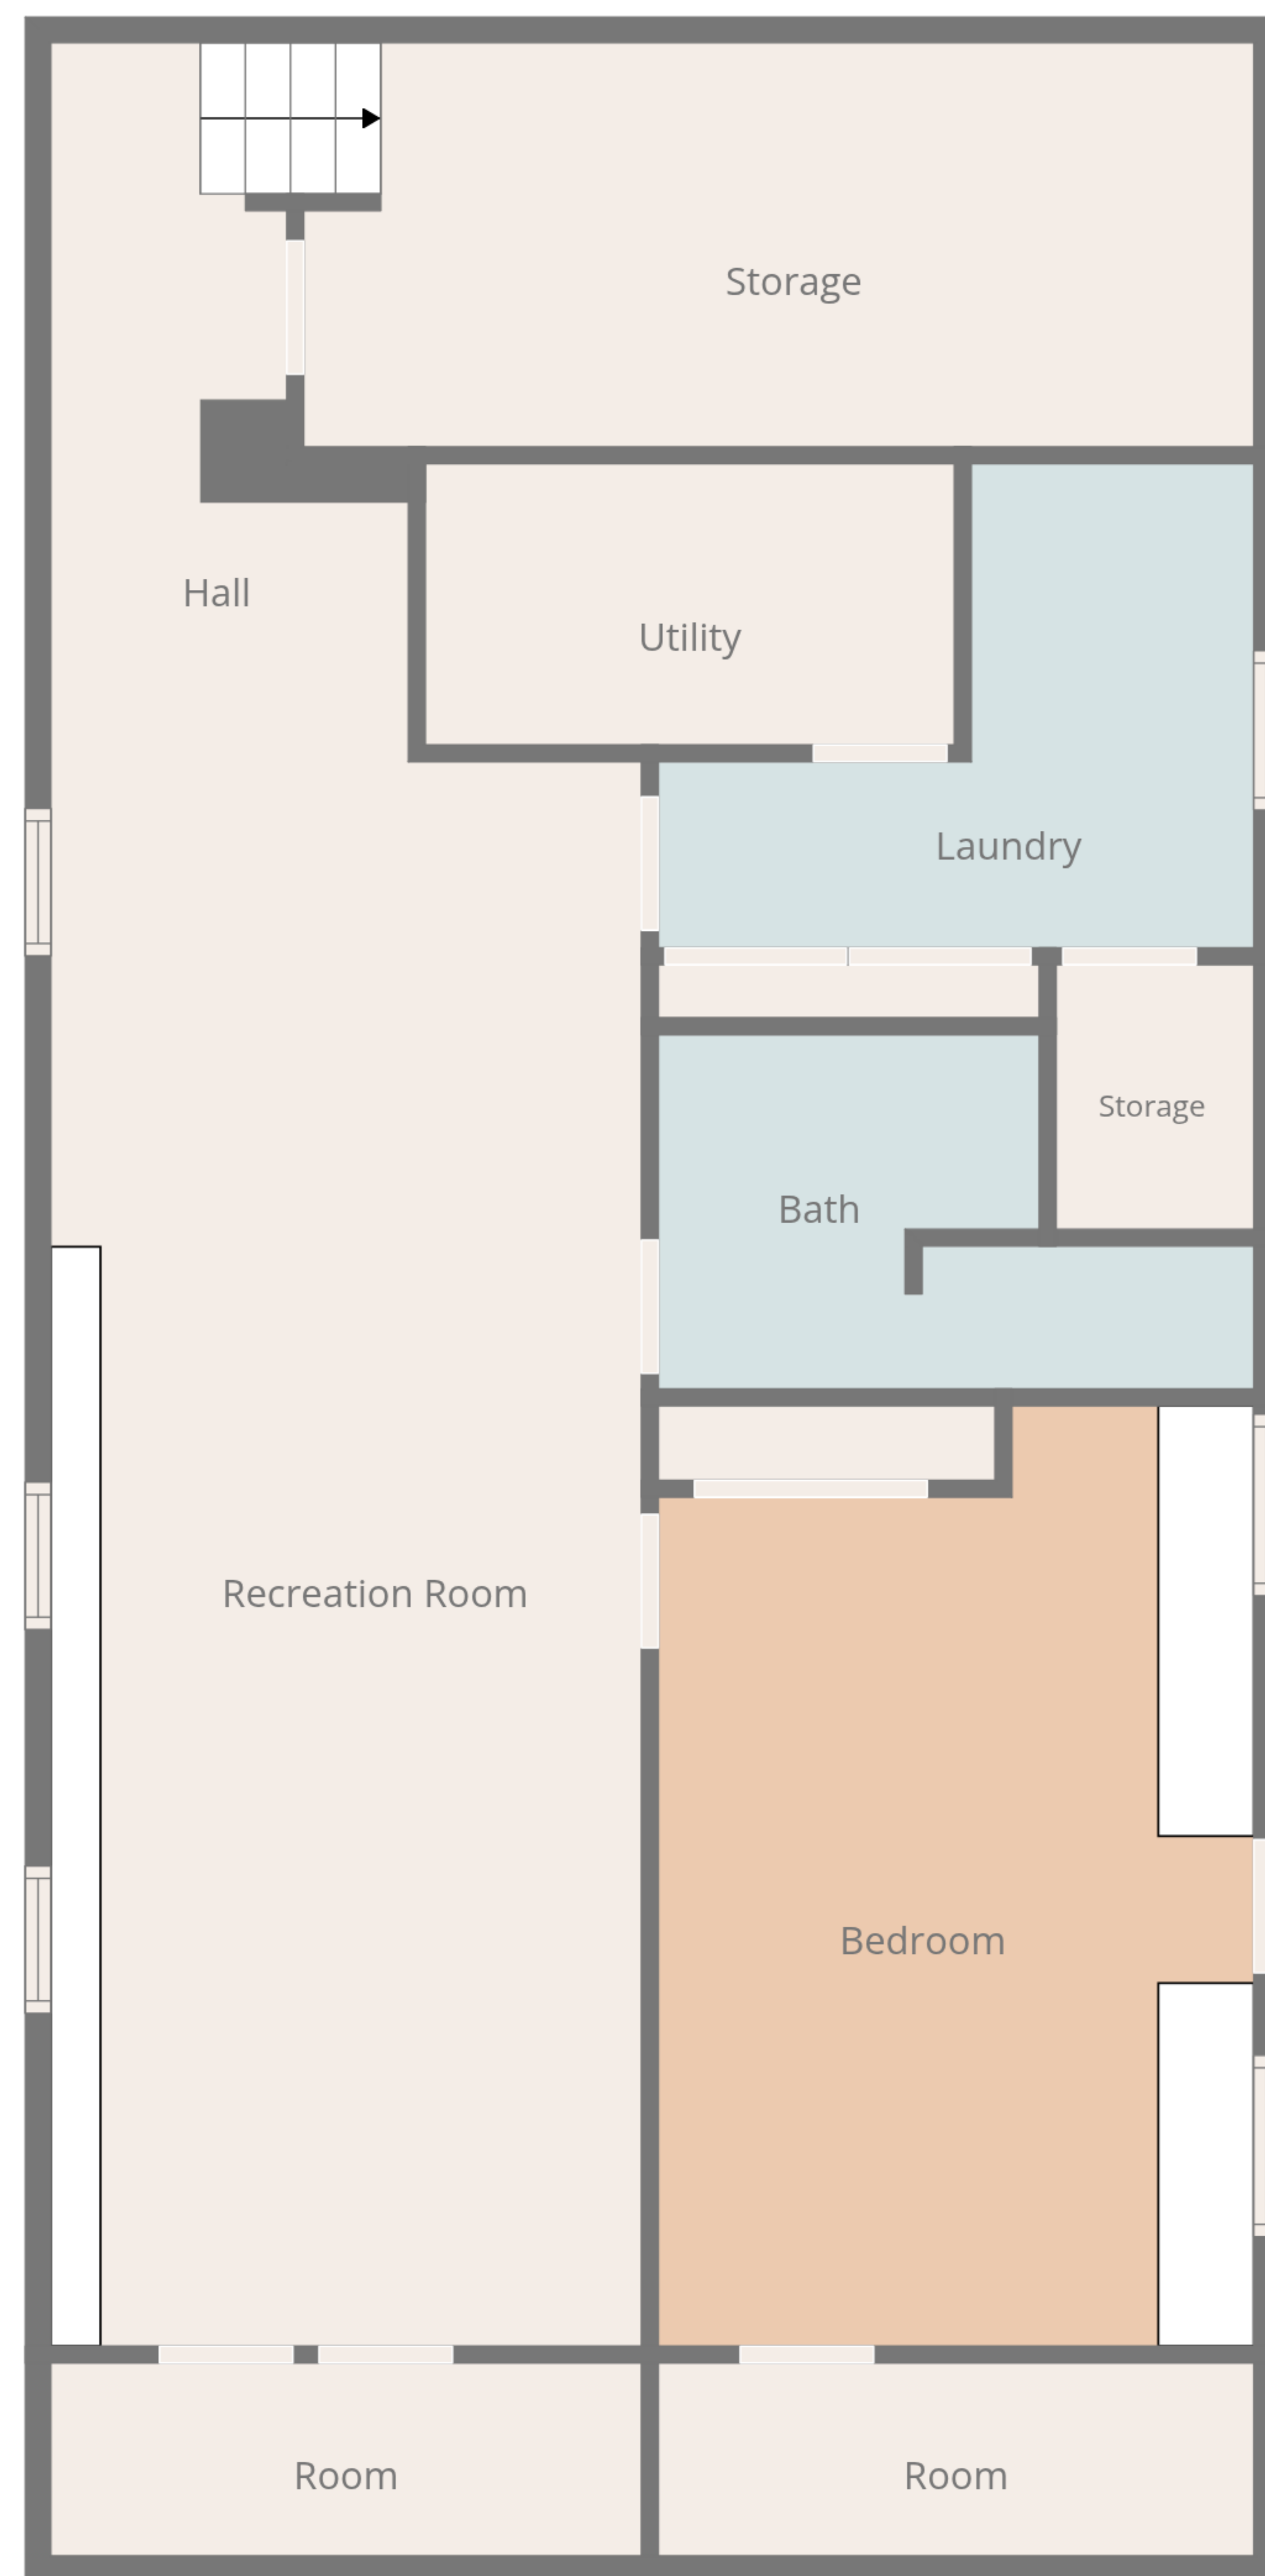 Storage
Hall
Utility
Laundry
Storage
Bath
Recreation Room
Bedroom
Room
Room